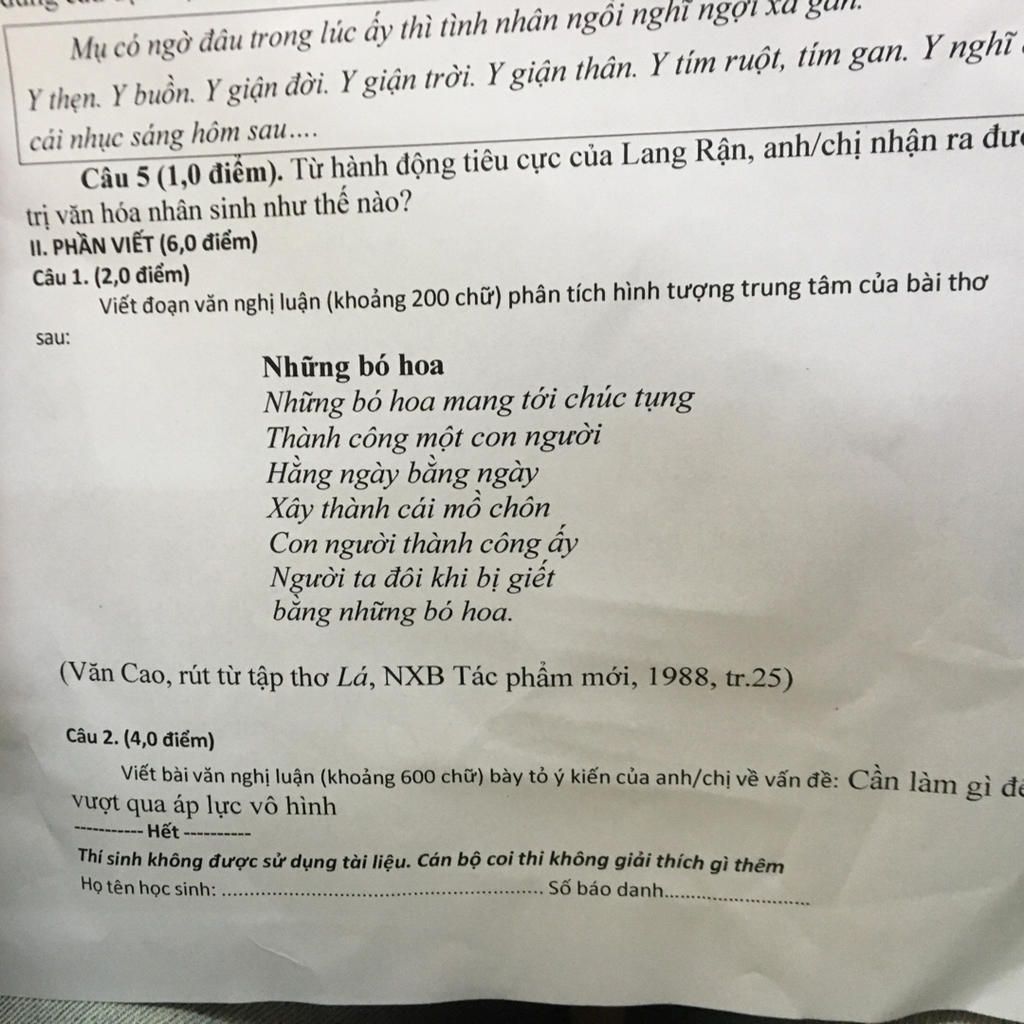 Mụ có ngờ đâu trong lúc ấy thì tình nhân ngồi nghĩ ngợi xa gần.
Y thẹn. Y buồn. Y giận đời. Y giận trời. Y giận thân. Y tím ruột, tím gan. Y nghĩ
cái nhục sáng hôm sau....
Câu 5 (1,0 điểm). Từ hành động tiêu cực của Lang Rận, anh/chị nhận ra
trị văn hóa nhân sinh như thế nào?
II. PHẦN VIẾT (6,0 điểm)
Câu 1. (2,0 điểm)
Viết đoạn văn nghị luận (khoảng 200 chữ) phân tích hình tượng trung tâm của bài thơ
sau:
Những bó hoa
Những bó hoa mang tới chúc tụng
Thành công một con người
Hằng ngày bằng ngày
Xây thành cái mồ chôn
Con người thành công ấy
Người ta đôi khi bị giết
bằng những bó hoa.
(Văn Cao, rút từ tập thơ Lá, NXB Tác phẩm mới, 1988, tr.25)
Câu 2. (4,0 điểm)
Viết bài văn nghị luận (khoảng 600 chữ) bày tỏ ý kiến của anh/chị về vấn đề: Cần làm gì để
vượt qua áp lực vô hình
----------- Hết -----------
Thí sinh không được sử dụng tài liệu. Cán bộ coi thi không giải thích gì thêm
Họ tên học sinh: ........................................................ Số báo danh..........................